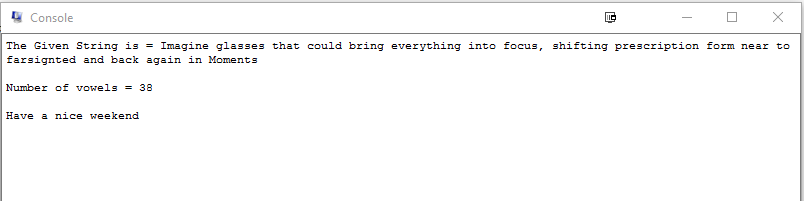 Console
The Given String is = Imagine glasses that could bring everything into focus, shifting prescription form near to
farsignted and back again in Moments
Number of vowels = 38
Have a nice weekend